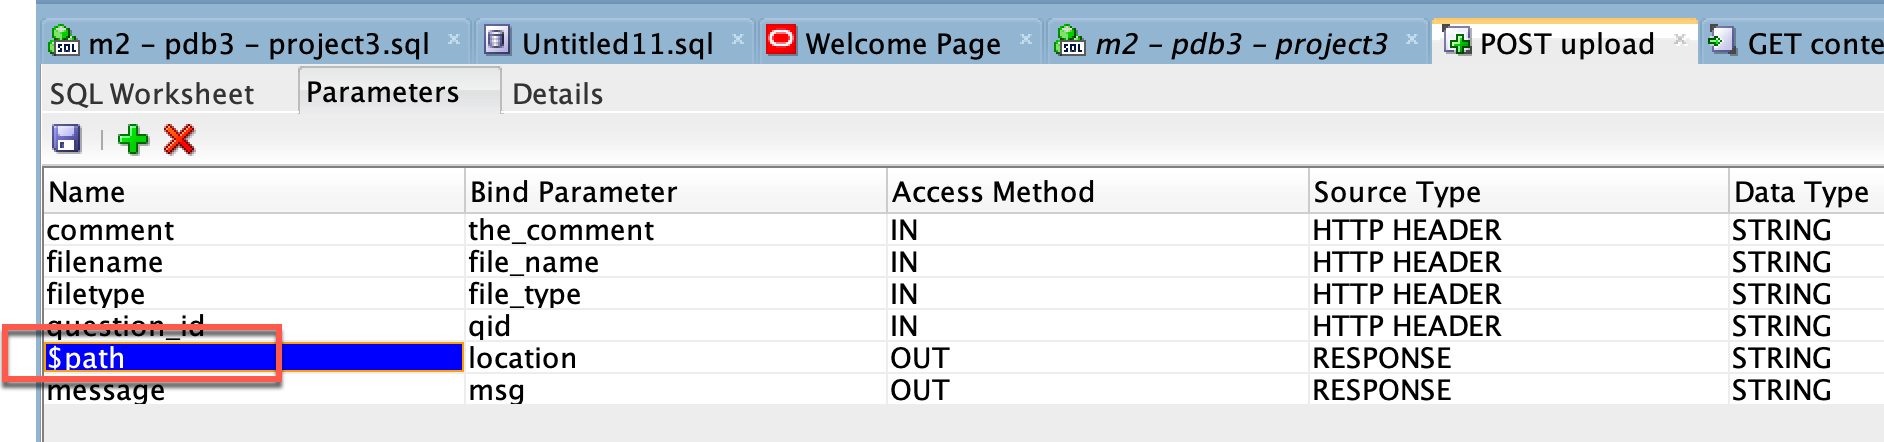 m2 - pdb3 - project3.sql Untitled11.sql Welcome Page m2 - pdb3 - project3 POST upload GET conte
SQL Worksheet Parameters Details
Name Bind Parameter Access Method Source Type Data Type
comment the_comment IN HTTP HEADER STRING
filename file_name IN HTTP HEADER STRING
filetype file_type IN HTTP HEADER STRING
question_id qid IN HTTP HEADER STRING
$path location OUT RESPONSE STRING
message msg OUT RESPONSE STRING